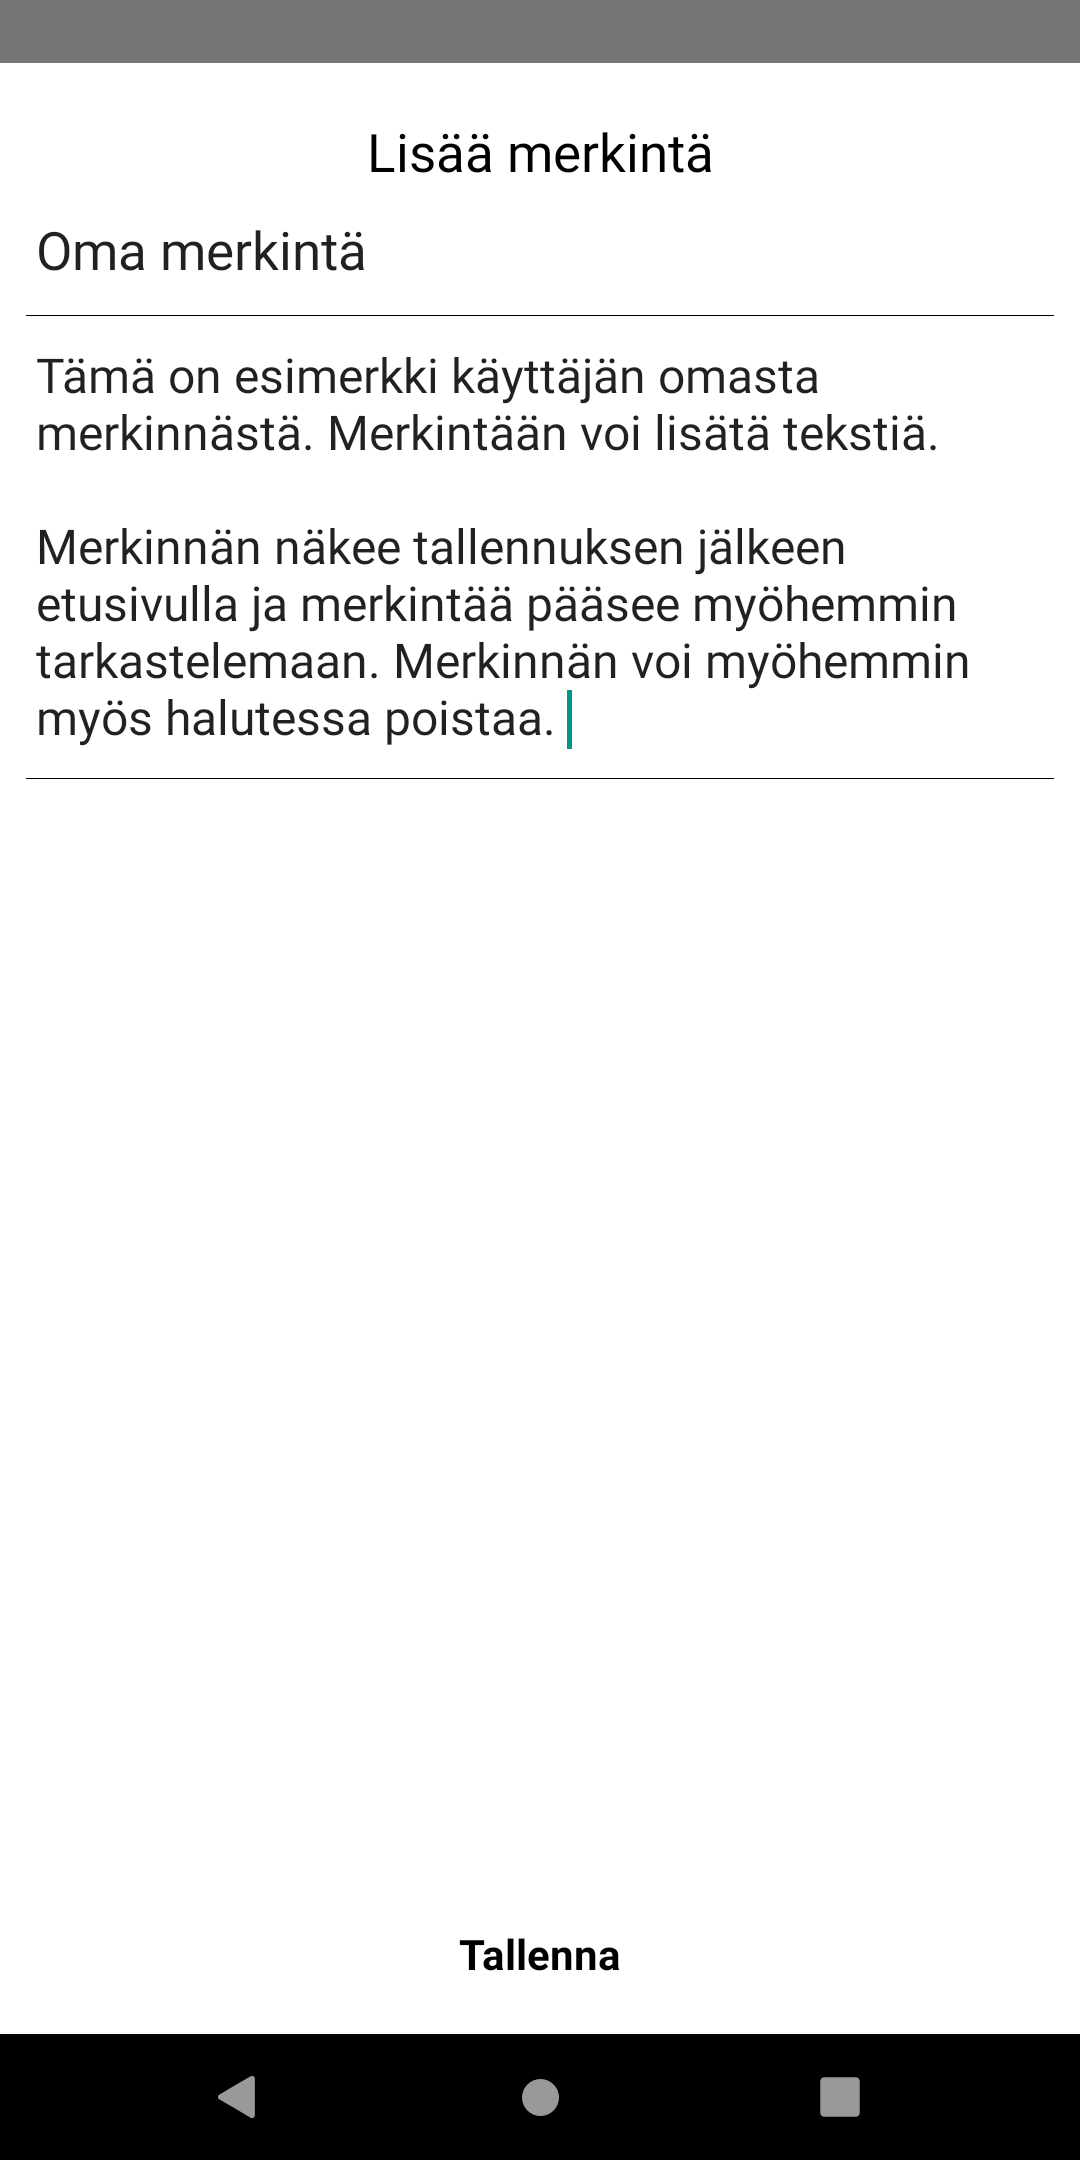 Lisää merkintä
Oma merkintä
Tämä on esimerkki käyttäjän omasta
merkinnästä. Merkintään voi lisätä tekstiä.
Merkinnän näkee tallennuksen jälkeen
etusivulla ja merkintää pääsee myöhemmin
tarkastelemaan. Merkinnän voi myöhemmin
myös halutessa poistaa.
Tallenna